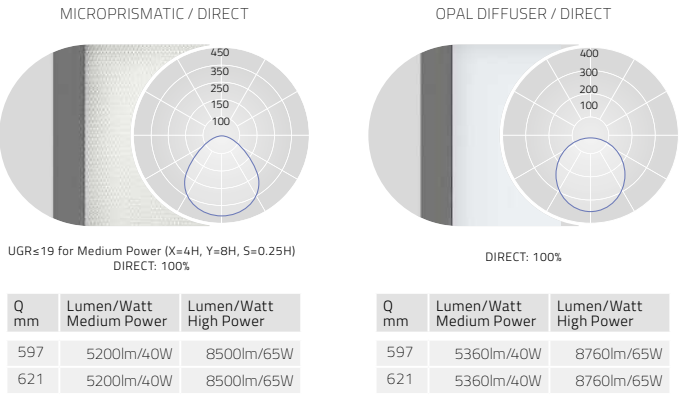 MICROPRISMATIC / DIRECT
450
350
250
150
100
UGR≤19 for Medium Power (X=4H, Y=8H, S=0.25H)
DIRECT: 100%
Q mm Lumen/Watt Medium Power Lumen/Watt High Power
597 5200lm/40W 8500lm/65W
621 5200lm/40W 8500lm/65W
OPAL DIFFUSER / DIRECT
400
300
200
100
DIRECT: 100%
Q mm Lumen/Watt Medium Power Lumen/Watt High Power
597 5360lm/40W 8760lm/65W
621 5360lm/40W 8760lm/65W